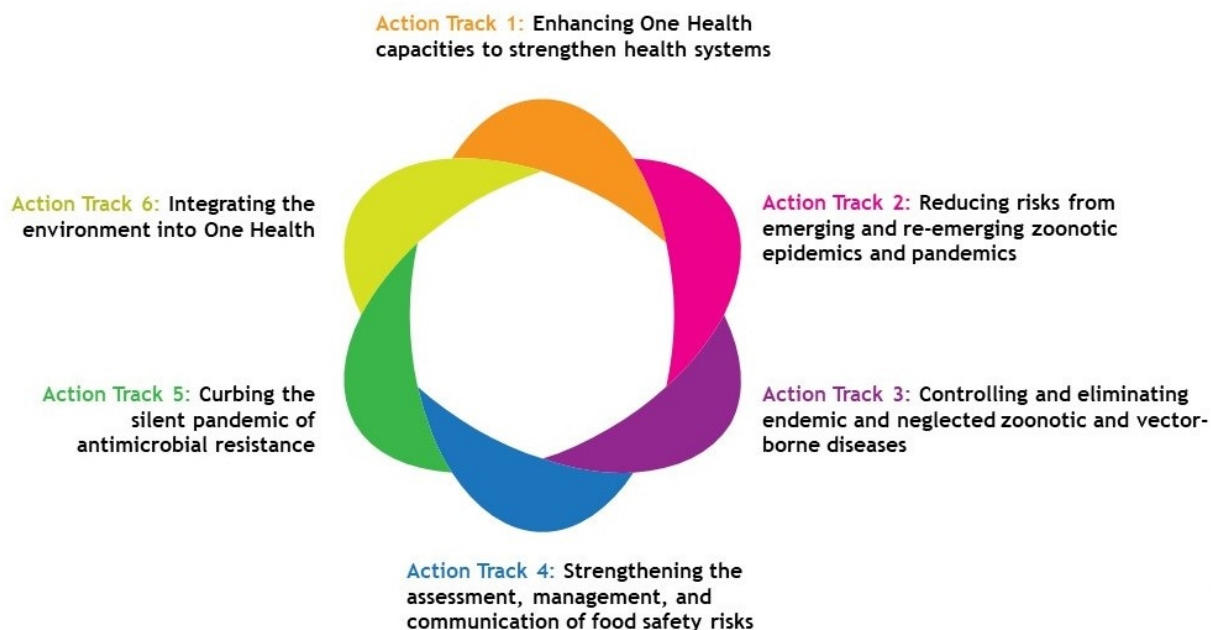 Action Track 1: Enhancing One Health
capacities to strengthen health systems
Action Track 2: Reducing risks from
emerging and re-emerging zoonotic
epidemics and pandemics
Action Track 3: Controlling and eliminating
endemic and neglected zoonotic and vector-
borne diseases
Action Track 4: Strengthening the
assessment, management, and
communication of food safety risks
Action Track 5: Curbing the
silent pandemic of
antimicrobial resistance
Action Track 6: Integrating the
environment into One Health